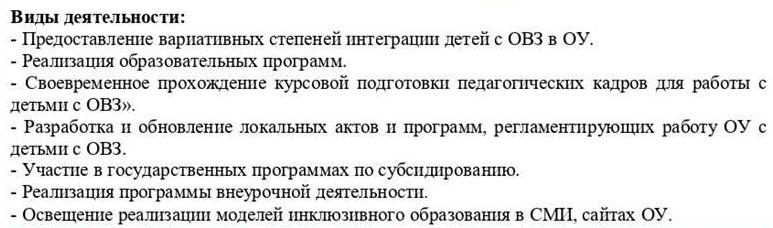 Виды деятельности:
- Предоставление вариативных степеней интеграции детей с ОВЗ в ОУ.
- Реализация образовательных программ.
- Своевременное прохождение курсовой подготовки педагогических кадров для работы с
детьми с ОВЗ».
- Разработка и обновление локальных актов и программ, регламентирующих работу ОУ с
детьми с ОВЗ.
- Участие в государственных программах по субсидированию.
- Реализация программы внеурочной деятельности.
- Освещение реализации моделей инклюзивного образования в СМИ, сайтах ОУ.